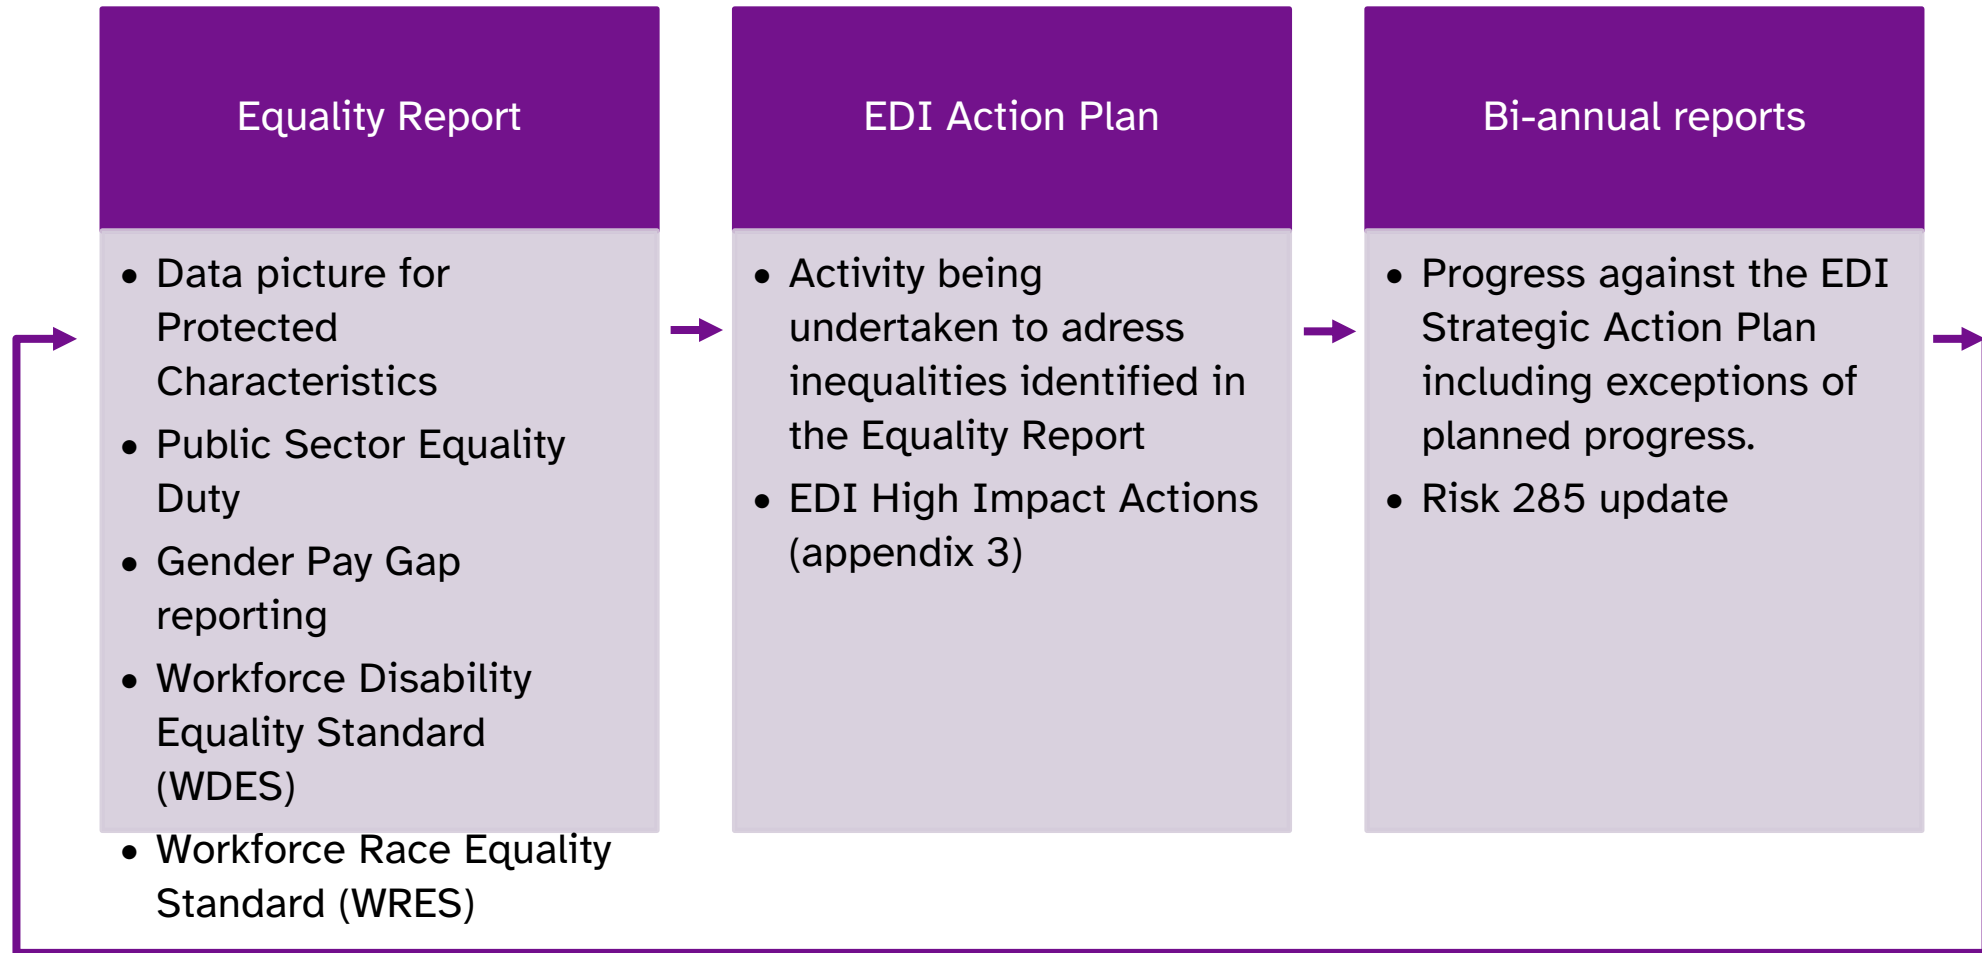 Equality Report
• Data picture for
Protected
Characteristics
• Public Sector Equality
Duty
• Gender Pay Gap
reporting
• Workforce Disability
Equality Standard
(WDES)
• Workforce Race Equality
Standard (WRES)
EDI Action Plan
• Activity being
undertaken to adress
inequalities identified in
the Equality Report
• EDI High Impact Actions
(appendix 3)
Bi-annual reports
• Progress against the EDI
Strategic Action Plan
including exceptions of
planned progress.
• Risk 285 update